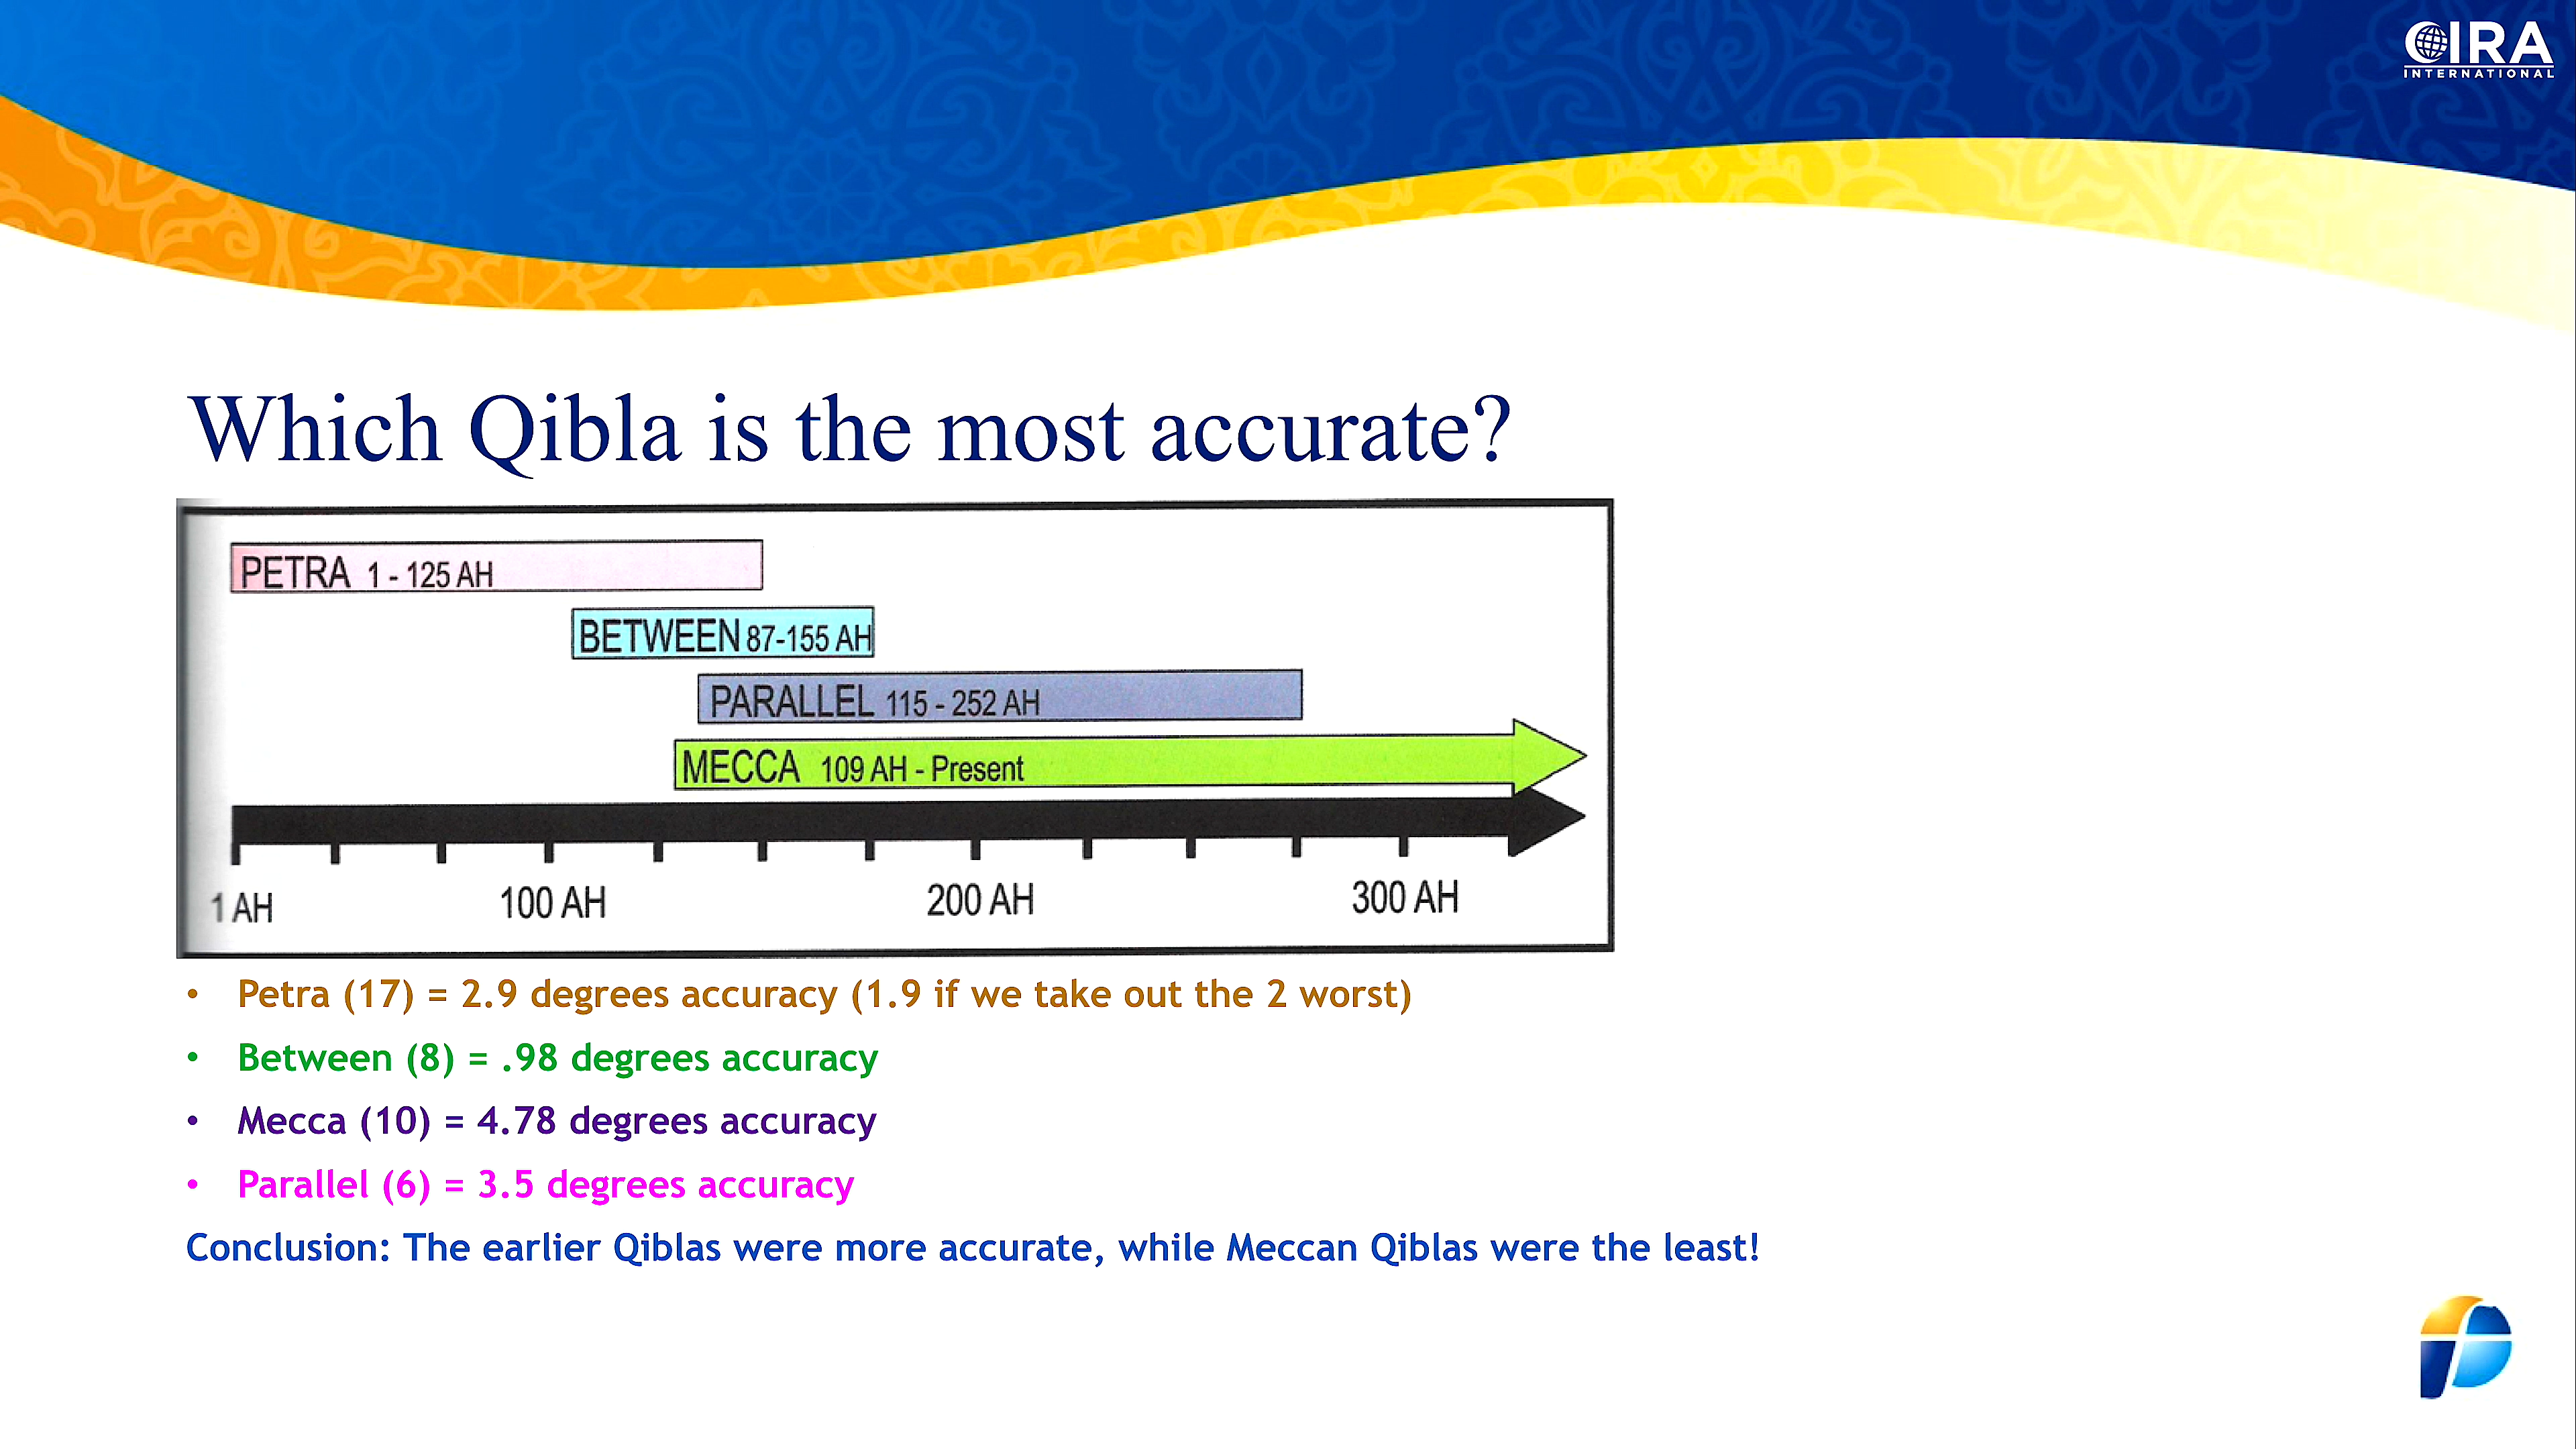 CIRA
INTERNATIONAL
Which Qibla is the most accurate?
PETRA 1 - 125 AH
BETWEEN 87-155 AH
PARALLEL 115 - 252 AH
MECCA 109 AH - Present
1 AH 100 AH 200 AH 300 AH
• Petra (17) = 2.9 degrees accuracy (1.9 if we take out the 2 worst)
• Between (8) = .98 degrees accuracy
• Mecca (10) = 4.78 degrees accuracy
• Parallel (6) = 3.5 degrees accuracy
Conclusion: The earlier Qiblas were more accurate, while Meccan Qiblas were the least!